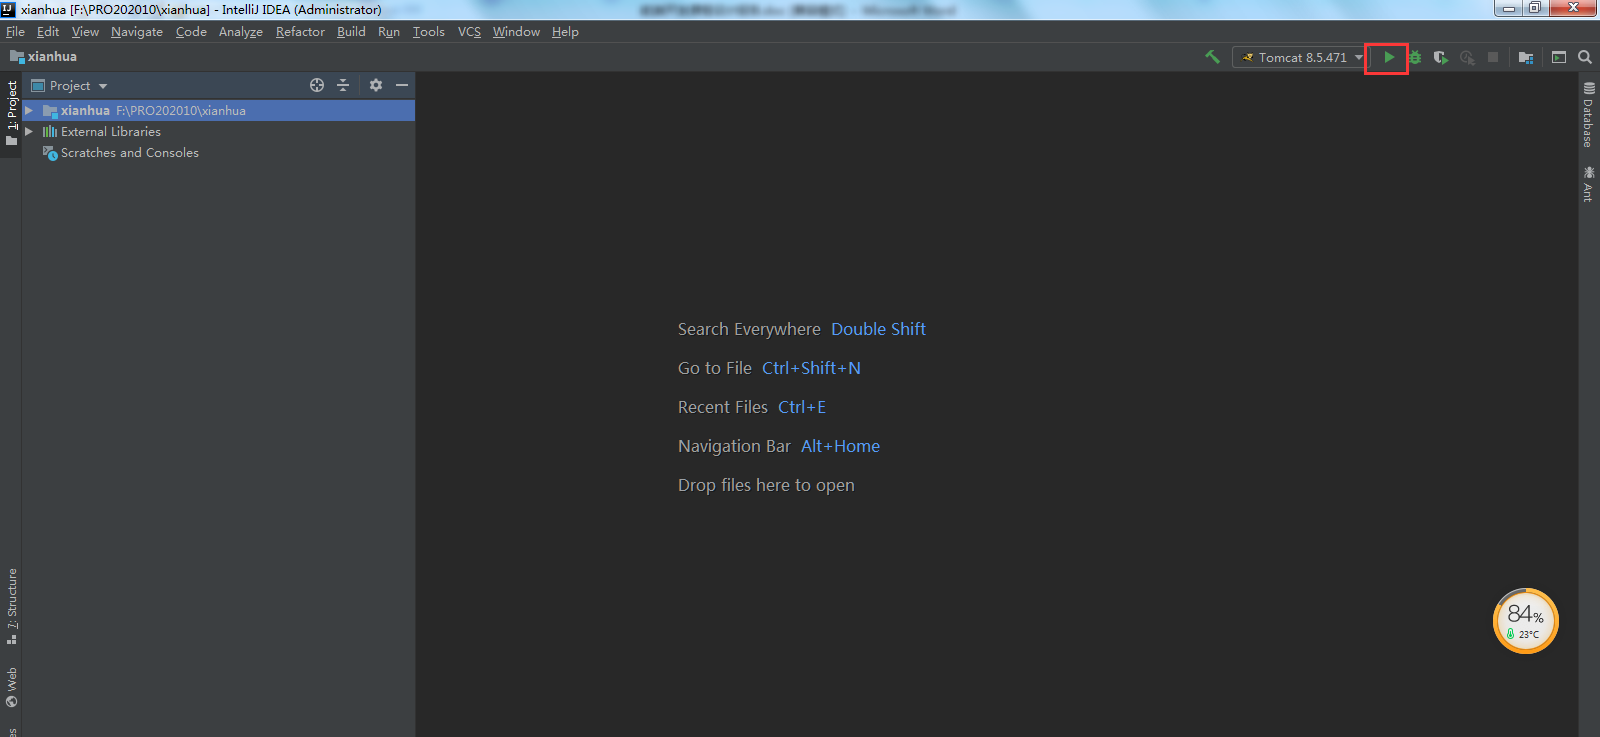 xianhua [F:\PRO202010\xianhua] - IntelliJ IDEA (Administrator)
File Edit View Navigate Code Analyze Refactor Build Run Tools VCS Window Help
xianhua
Tomcat 8.5.471
Project
xianhua F:\PRO202010\xianhua
External Libraries
Scratches and Consoles
1: Project
7: Structure
Web
Search Everywhere Double Shift
Go to File Ctrl+Shift+N
Recent Files Ctrl+E
Navigation Bar Alt+Home
Drop files here to open
Database
Ant
84%
23°C